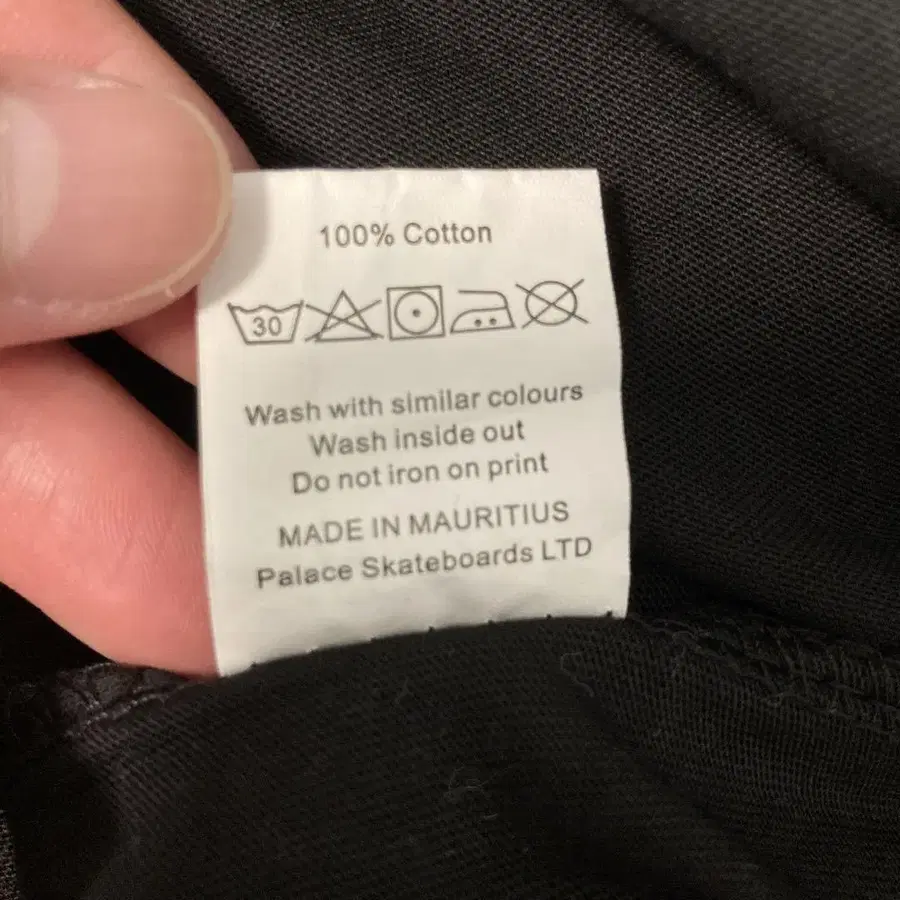 100% Cotton
30
Wash with similar colours
Wash inside out
Do not iron on print
MADE IN MAURITIUS
Palace Skateboards LTD